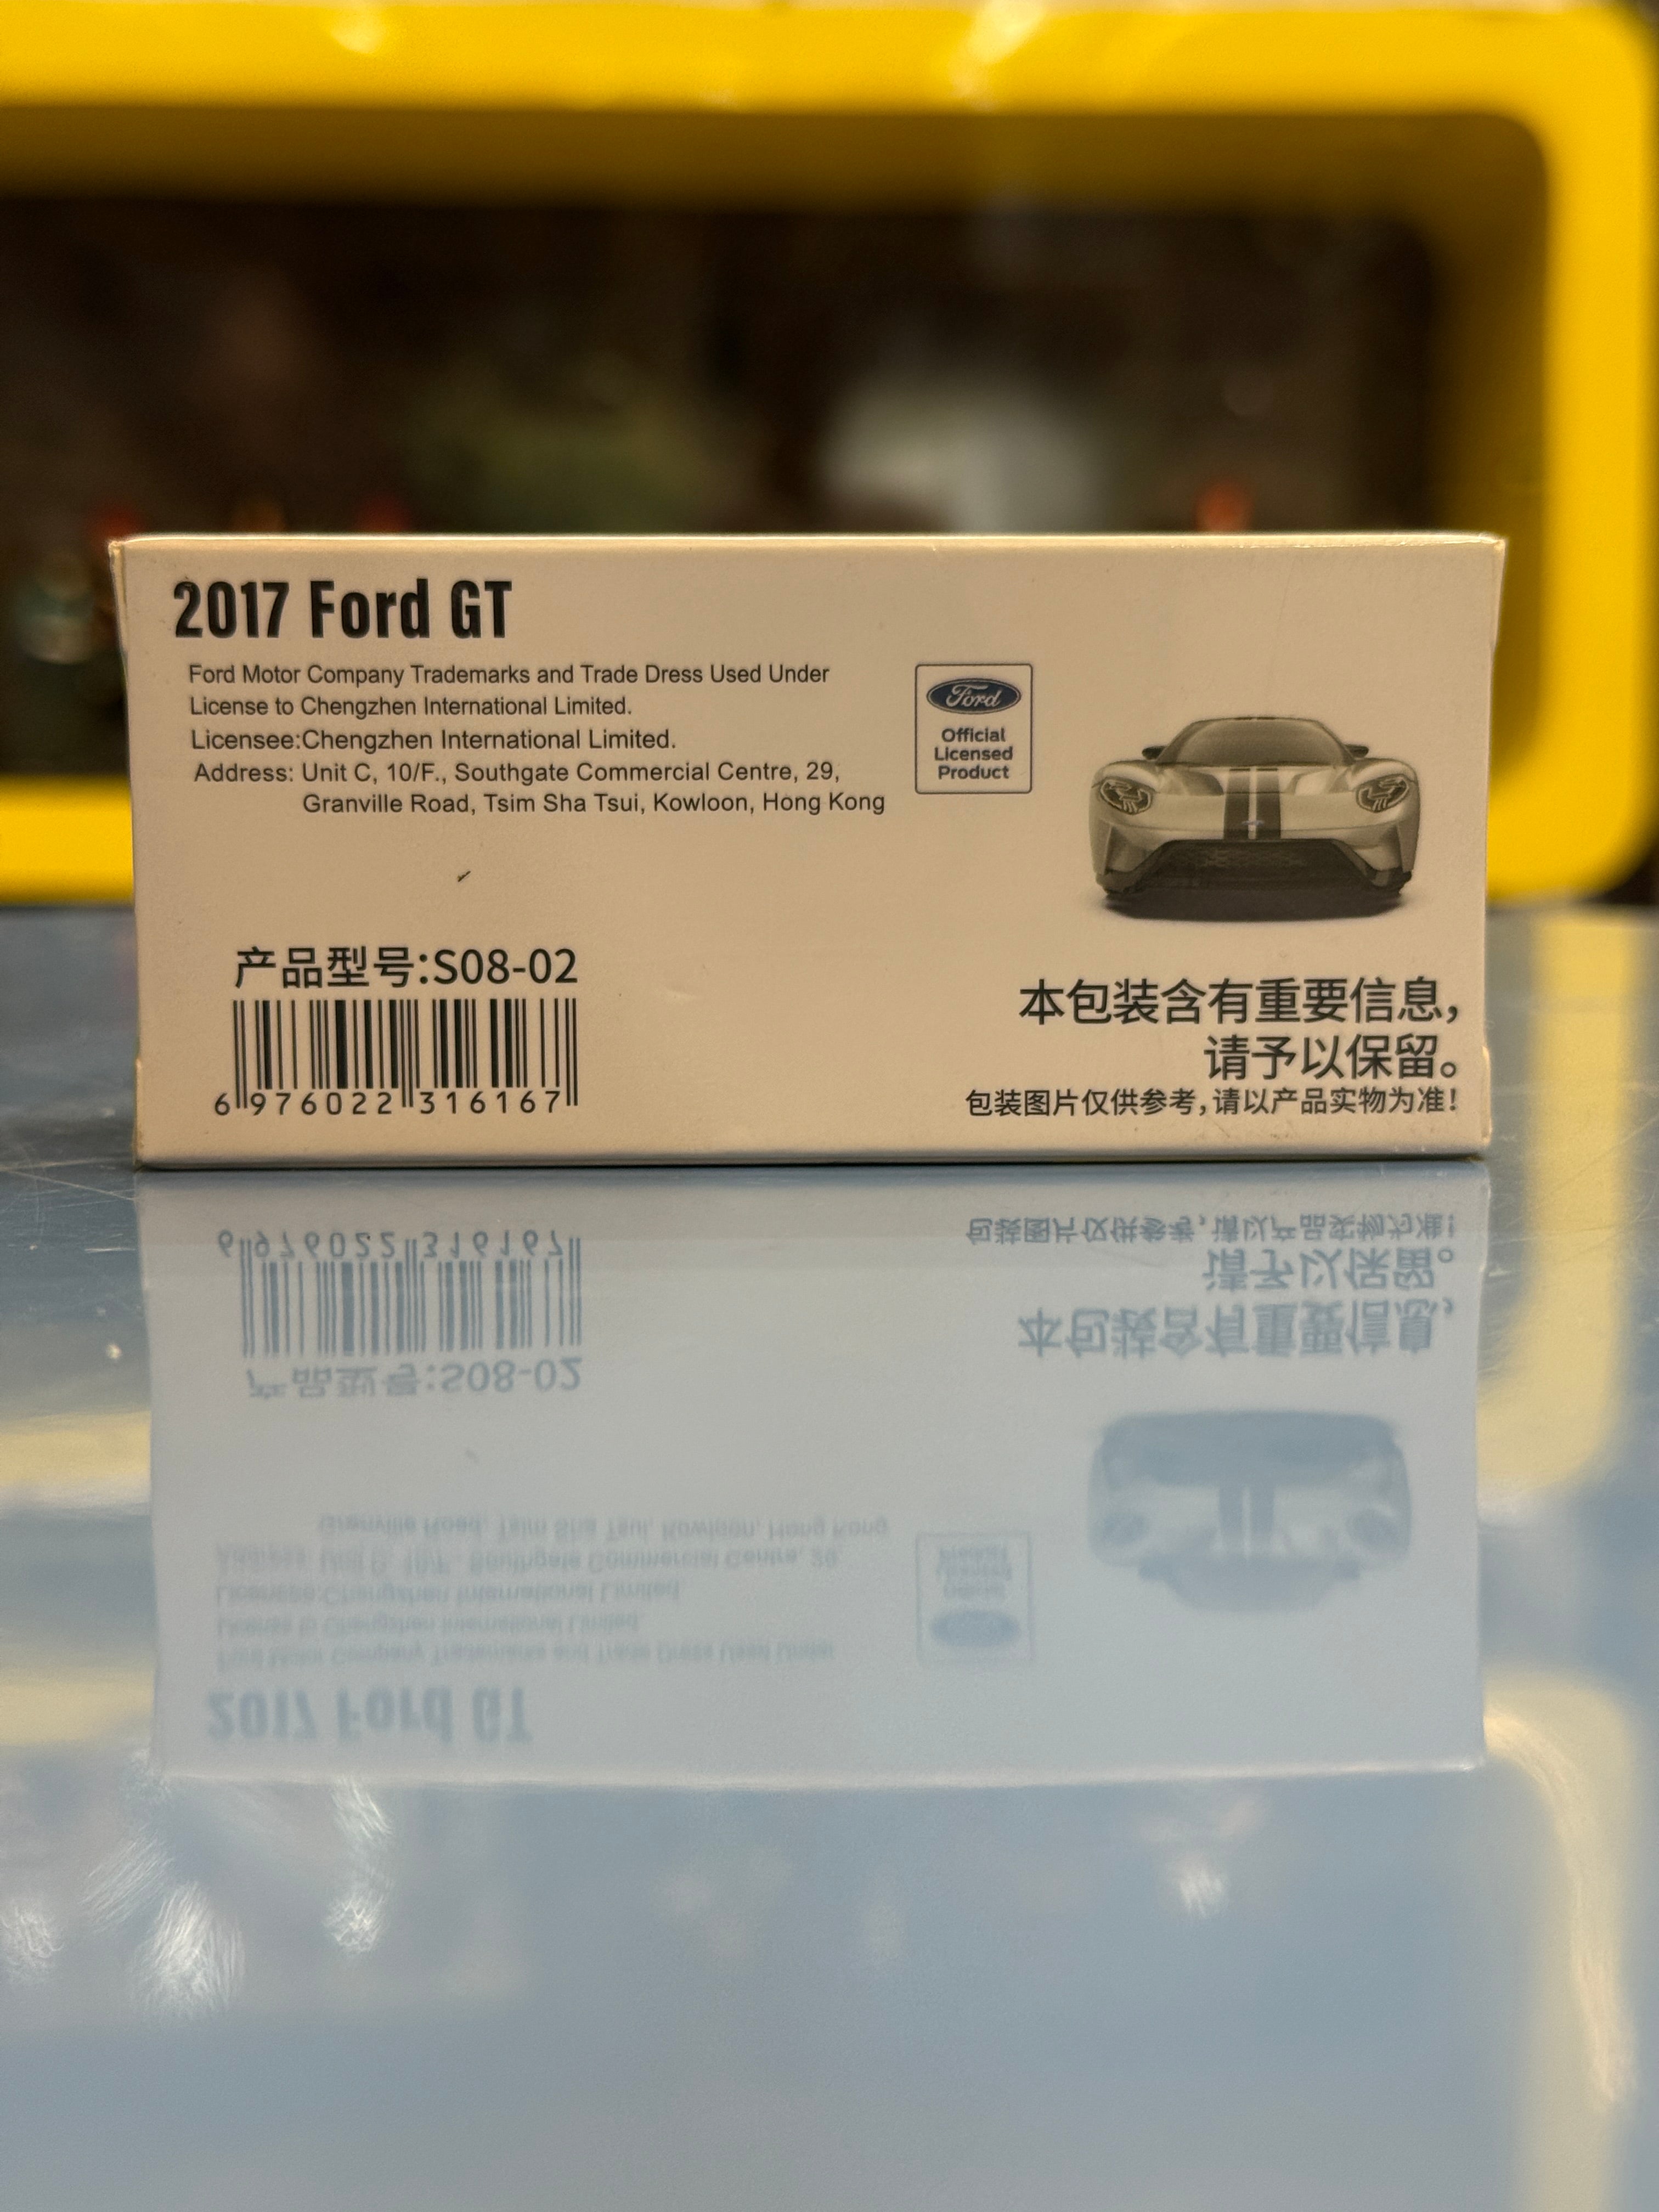 2017 Ford GT
Ford Motor Company Trademarks and Trade Dress Used Under
License to Chengzhen International Limited.
Licensee:Chengzhen International Limited.
Address: Unit C, 10/F., Southgate Commercial Centre, 29,
Granville Road, Tsim Sha Tsui, Kowloon, Hong Kong
Ford
Official
Licensed
Product
产品型号:S08-02
6 976022 316167
本包装含有重要信息，
请予以保留。
包装图片仅供参考，请以产品实物为准！